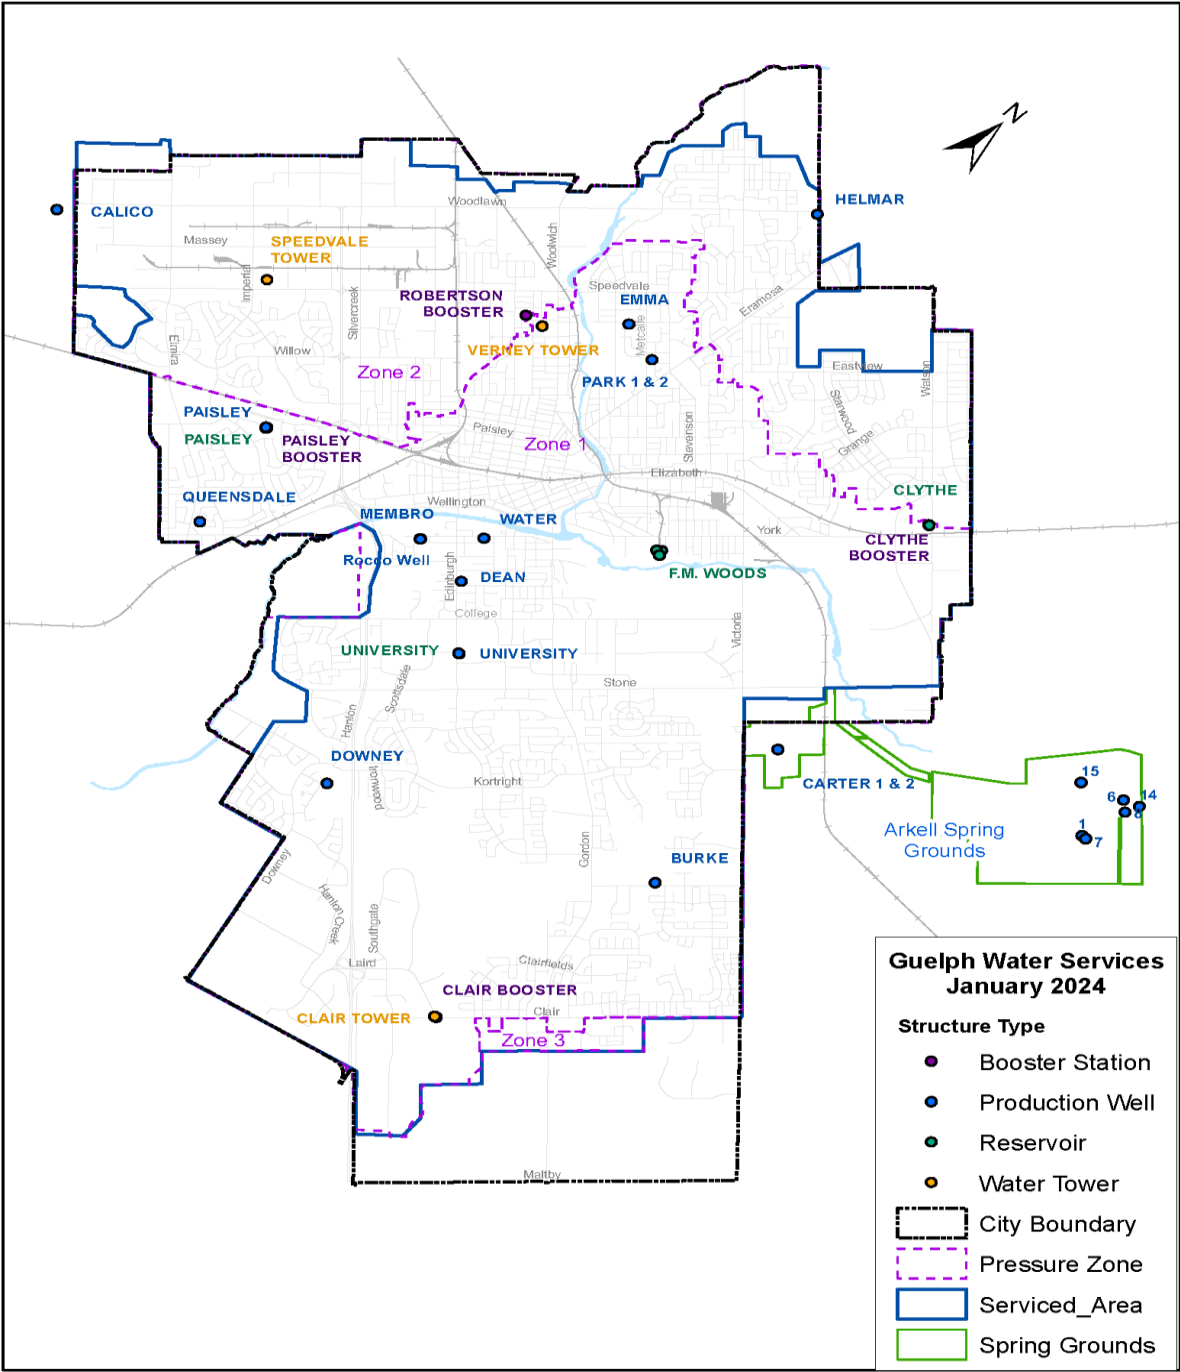 N
HELMAR
CALICO
Woodlawn
Massey
SPEEDVALE
TOWER
Woolwich
Imperial
Silvercreek
Speedvale
ROBERTSON
BOOSTER
EMMA
Eramosa
Metcalfe
VERNEY TOWER
Willow
Elmira
Zone 2
PARK 1 & 2
Eastview
Watson
Starwood
PAISLEY
PAISLEY
PAISLEY
BOOSTER
Paisley
Zone 1
Stevenson
Grange
Elizabeth
CLYTHE
QUEENSDALE
Wellington
MEMBRO
WATER
York
CLYTHE
BOOSTER
Rocco Well
Edinburgh
DEAN
F.M. WOODS
College
Victoria
UNIVERSITY
UNIVERSITY
Stone
Scottsdale
Hanlon
DOWNEY
Ironwood
Kortright
CARTER 1 & 2
15
6
14
8
1
7
Arkell Spring
Grounds
Gordon
Downey
BURKE
Hanlon Creek
Southgate
Laird
Clairfields
CLAIR BOOSTER
CLAIR TOWER
Clair
Zone 3
Maltby
Guelph Water Services
January 2024
Structure Type
Booster Station
Production Well
Reservoir
Water Tower
City Boundary
Pressure Zone
Serviced_Area
Spring Grounds